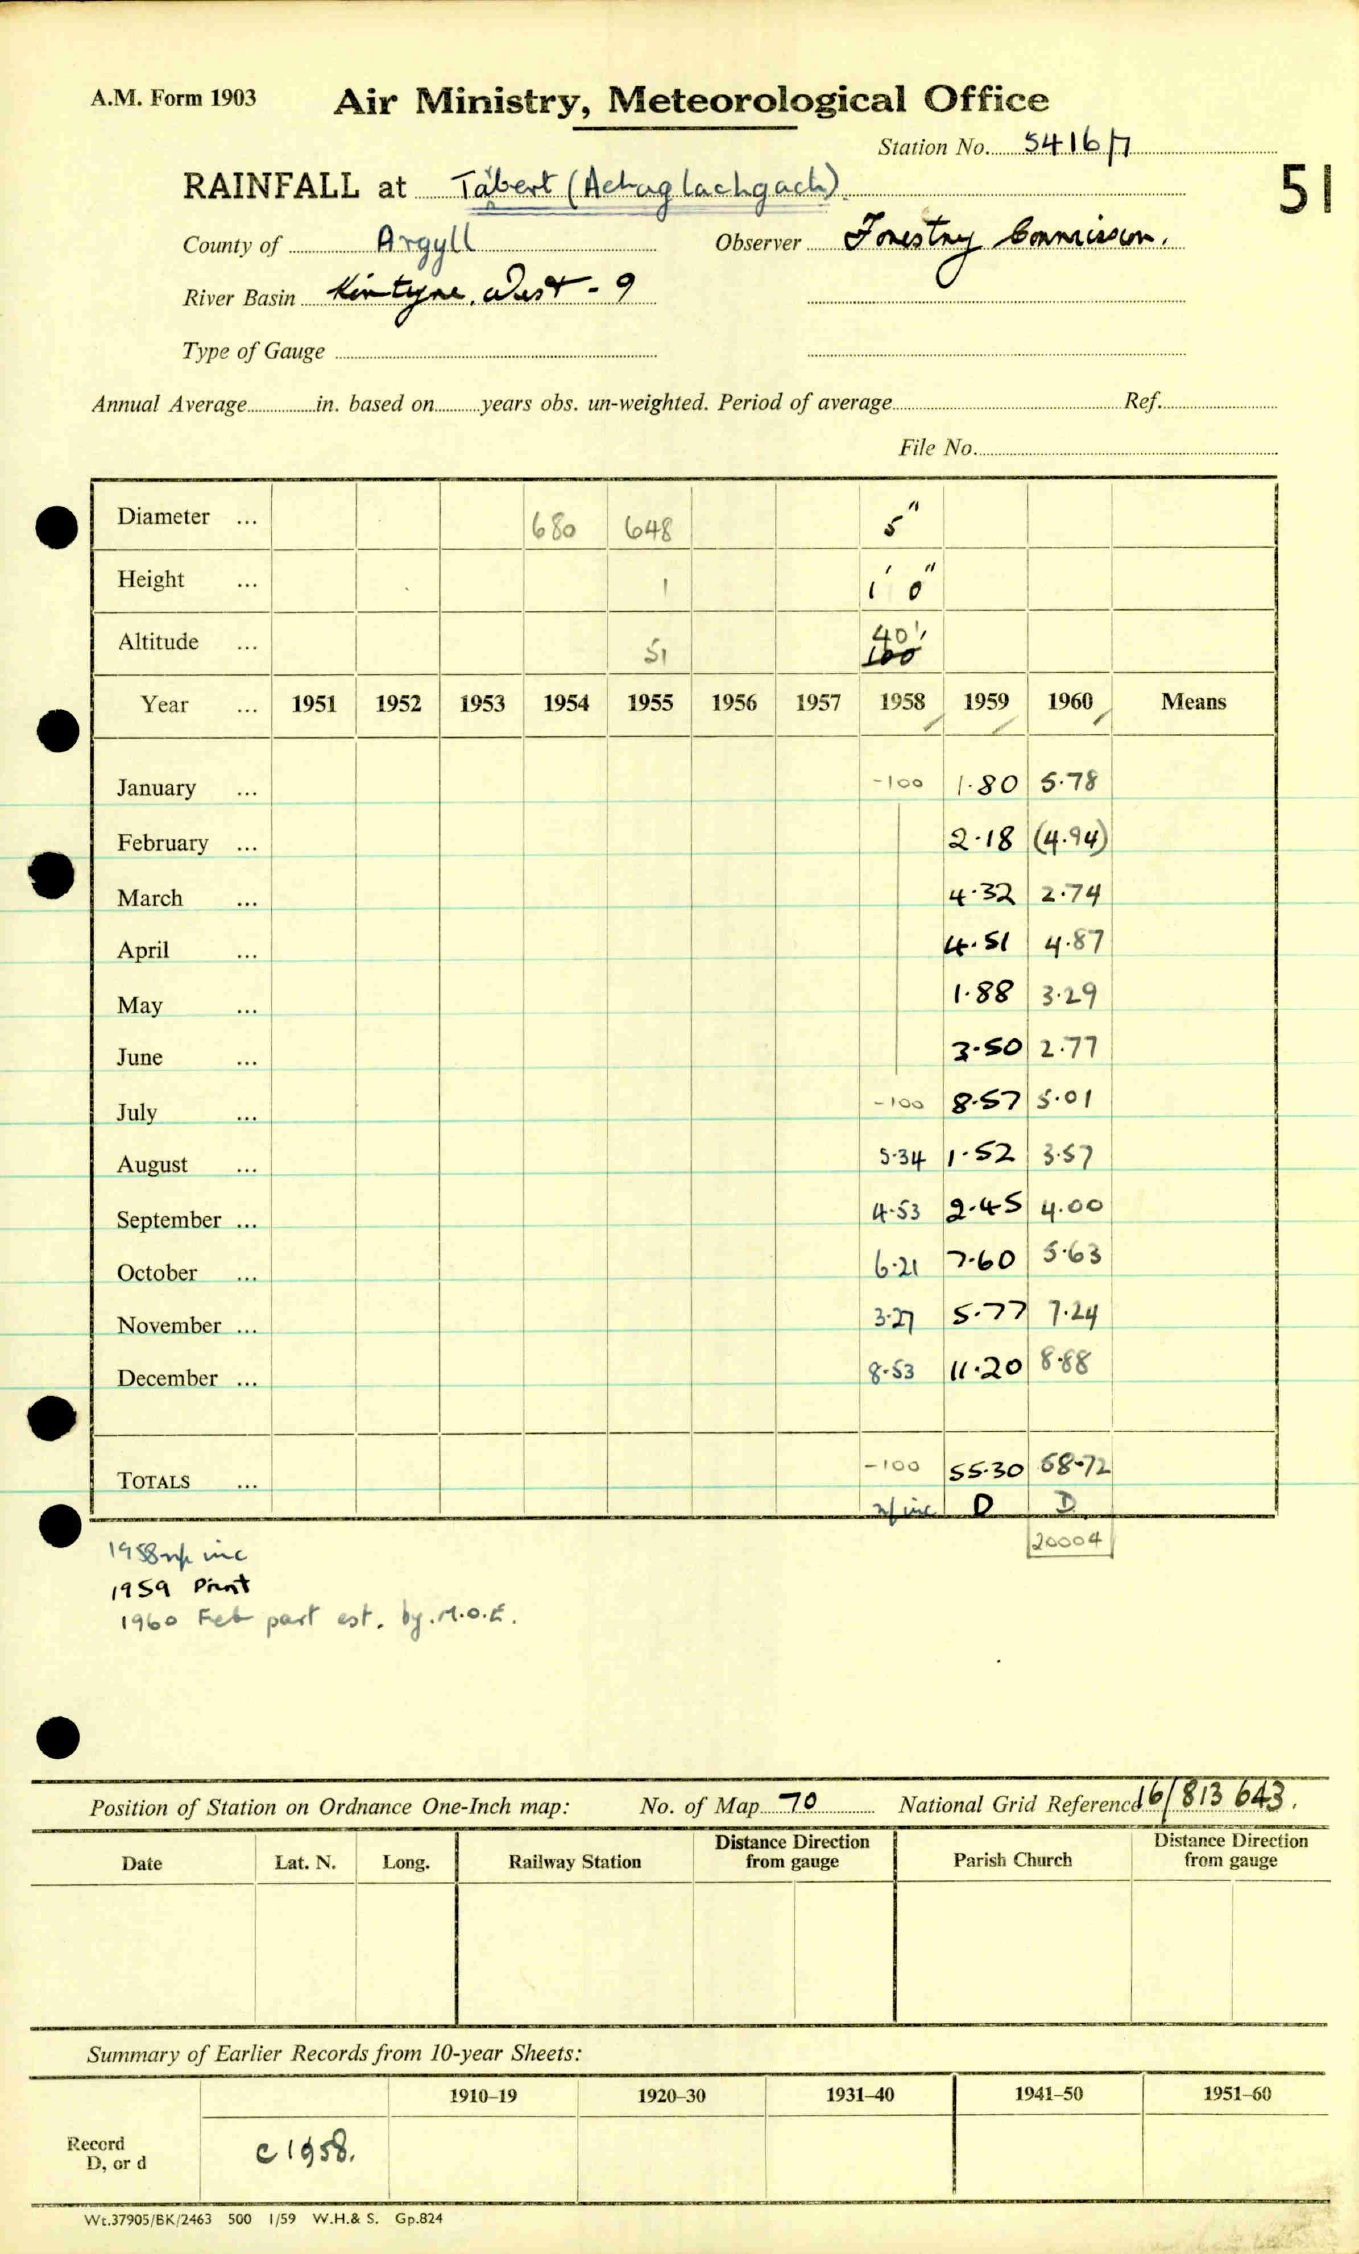 A.M. Form 1903 Air Ministry, Meteorological Office
Station No. 5416/7
RAINFALL at Tarbert (Achaglachgach) 51
County of Argyll Observer Forestry Commission.
River Basin Kintyre, West - 9
Type of Gauge
Annual Average in. based on years obs. un-weighted. Period of average Ref.
File No.
Diameter ... 680 648 5"
Height ... 1 1' 0"
Altitude ... 51 40' 100
Year ... 1951 1952 1953 1954 1955 1956 1957 1958 1959 1960 Means
January ... -100 1.80 5.78
February ... 2.18 (4.94)
March ... 4.32 2.74
April ... 4.51 4.87
May ... 1.88 3.29
June ... 3.50 2.77
July ... -100 8.57 5.01
August ... 5.34 1.52 3.57
September ... 4.53 2.45 4.00
October ... 6.21 7.60 5.63
November ... 3.27 5.77 7.24
December ... 8.53 11.20 8.88
TOTALS ... -100 55.30 58.72
n/p inc D D
20004
1958 n/p inc
1959 Print
1960 Feb part est. by. M.O.E.
Position of Station on Ordnance One-Inch map: No. of Map 70 National Grid Reference 16/813 643.
Date Lat. N. Long. Railway Station Distance Direction from gauge Parish Church Distance Direction from gauge
Summary of Earlier Records from 10-year Sheets:
1910–19 1920–30 1931–40 1941–50 1951–60
Record
D, or d c 1958.
Wt.37905/BK/2463 500 1/59 W.H.& S. Gp.824